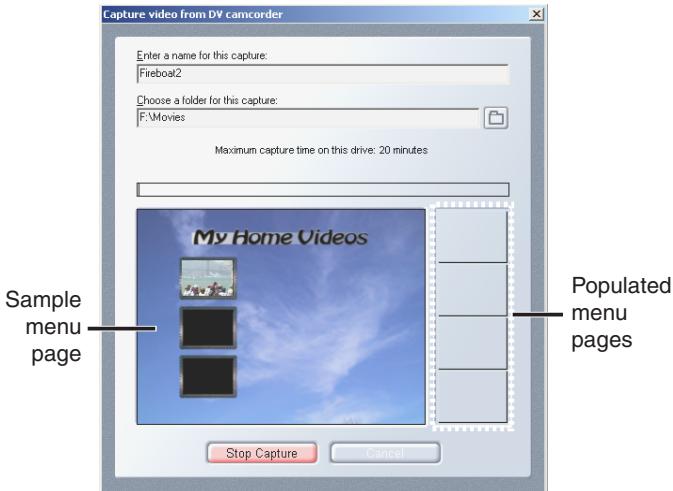 Capture video from DV camcorder
Enter a name for this capture:
Fireboat2
Choose a folder for this capture:
F:\Movies
Maximum capture time on this drive: 20 minutes
My Home Videos
Sample
menu
page
Populated
menu
pages
Stop Capture
Cancel